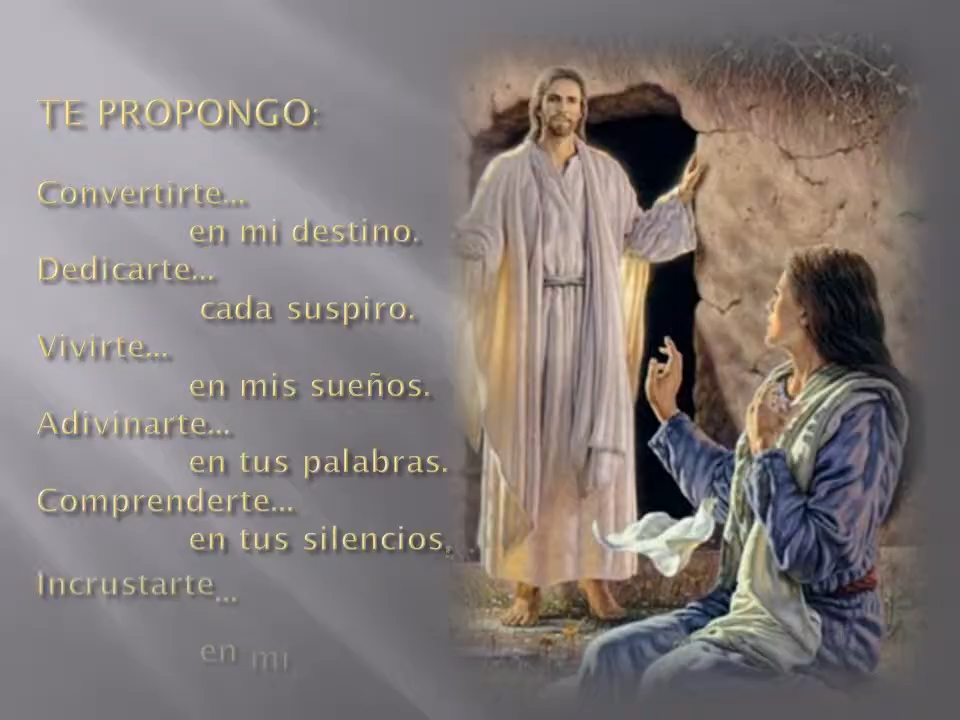 TE PROPONGO:
Convertirte...
en mi destino.
Dedicarte...
cada suspiro.
Vivirte...
en mis sueños.
Adivinarte...
en tus palabras.
Comprenderte...
en tus silencios.
Incrustarte...
en mi